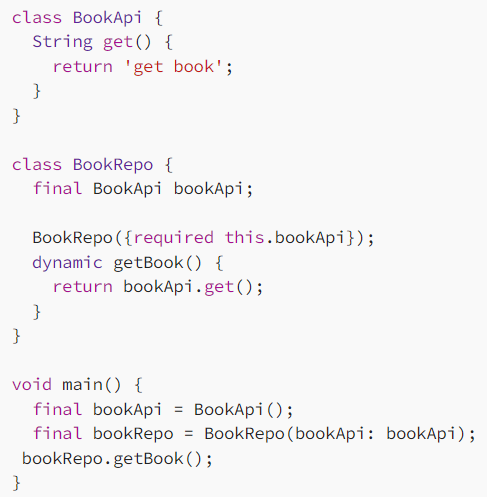 class BookApi {
  String get() {
    return 'get book';
  }
}

class BookRepo {
  final BookApi bookApi;

  BookRepo({required this.bookApi});
  dynamic getBook() {
    return bookApi.get();
  }
}

void main() {
  final bookApi = BookApi();
  final bookRepo = BookRepo(bookApi: bookApi);
 bookRepo.getBook();
}